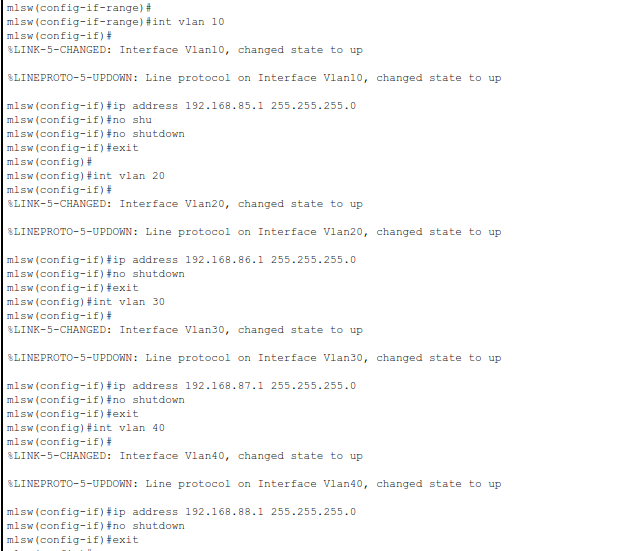 mlsw(config-if-range)#
mlsw(config-if-range)#int vlan 10
mlsw(config-if)#
%LINK-5-CHANGED: Interface Vlan10, changed state to up
%LINEPROTO-5-UPDOWN: Line protocol on Interface Vlan10, changed state to up
mlsw(config-if)#ip address 192.168.85.1 255.255.255.0
mlsw(config-if)#no shu
mlsw(config-if)#no shutdown
mlsw(config-if)#exit
mlsw(config)#
mlsw(config)#int vlan 20
mlsw(config-if)#
%LINK-5-CHANGED: Interface Vlan20, changed state to up
%LINEPROTO-5-UPDOWN: Line protocol on Interface Vlan20, changed state to up
mlsw(config-if)#ip address 192.168.86.1 255.255.255.0
mlsw(config-if)#no shutdown
mlsw(config-if)#exit
mlsw(config)#int vlan 30
mlsw(config-if)#
%LINK-5-CHANGED: Interface Vlan30, changed state to up
%LINEPROTO-5-UPDOWN: Line protocol on Interface Vlan30, changed state to up
mlsw(config-if)#ip address 192.168.87.1 255.255.255.0
mlsw(config-if)#no shutdown
mlsw(config-if)#exit
mlsw(config)#int vlan 40
mlsw(config-if)#
%LINK-5-CHANGED: Interface Vlan40, changed state to up
%LINEPROTO-5-UPDOWN: Line protocol on Interface Vlan40, changed state to up
mlsw(config-if)#ip address 192.168.88.1 255.255.255.0
mlsw(config-if)#no shutdown
mlsw(config-if)#exit